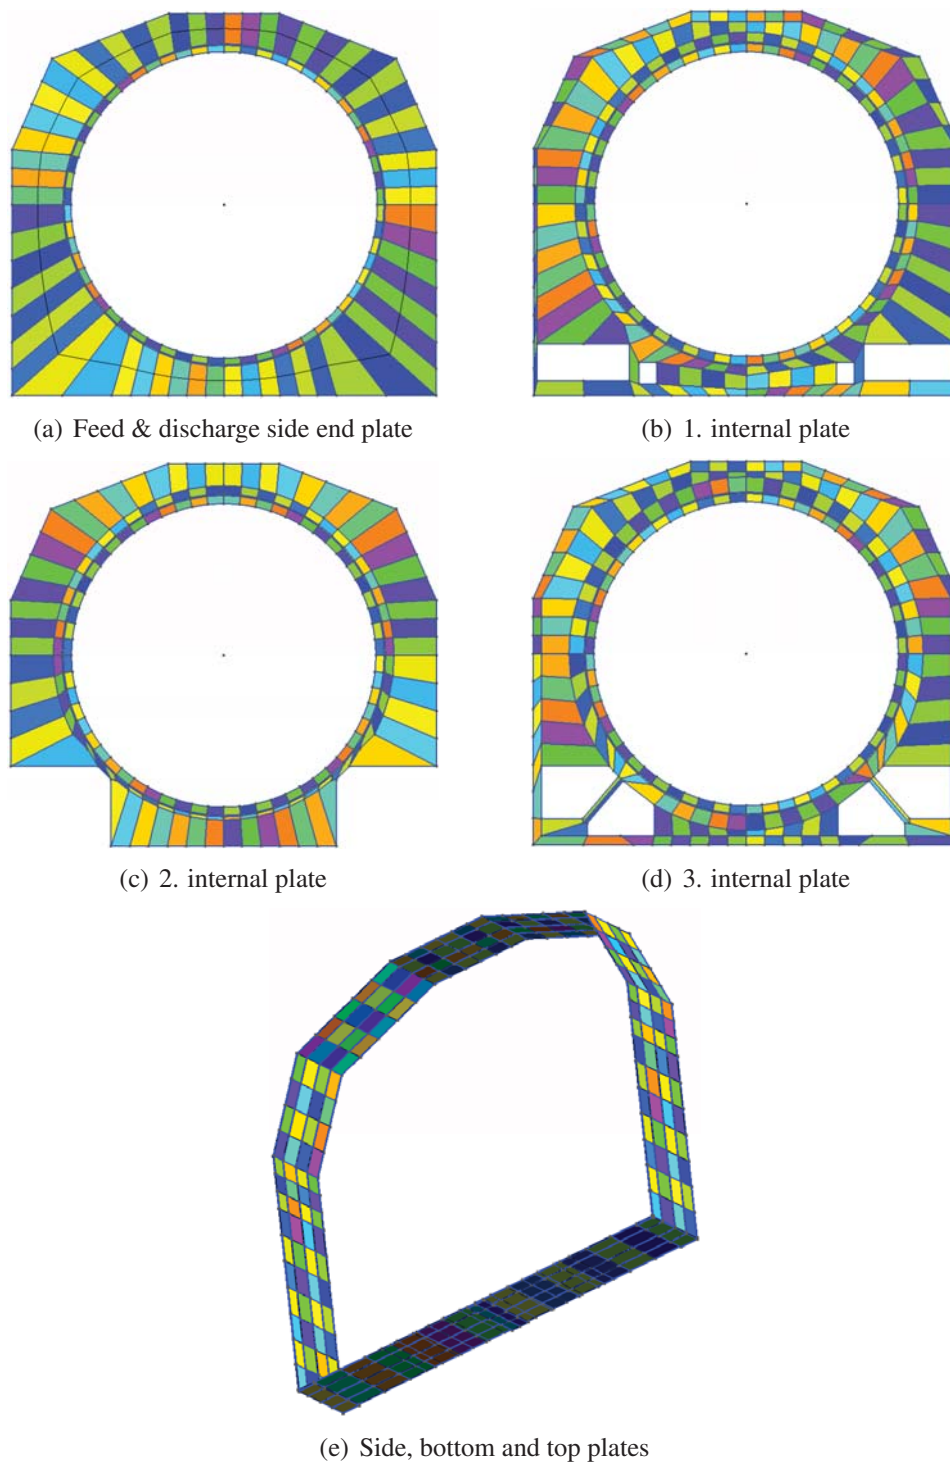 (a) Feed & discharge side end plate
(b) 1. internal plate
(c) 2. internal plate
(d) 3. internal plate
(e) Side, bottom and top plates